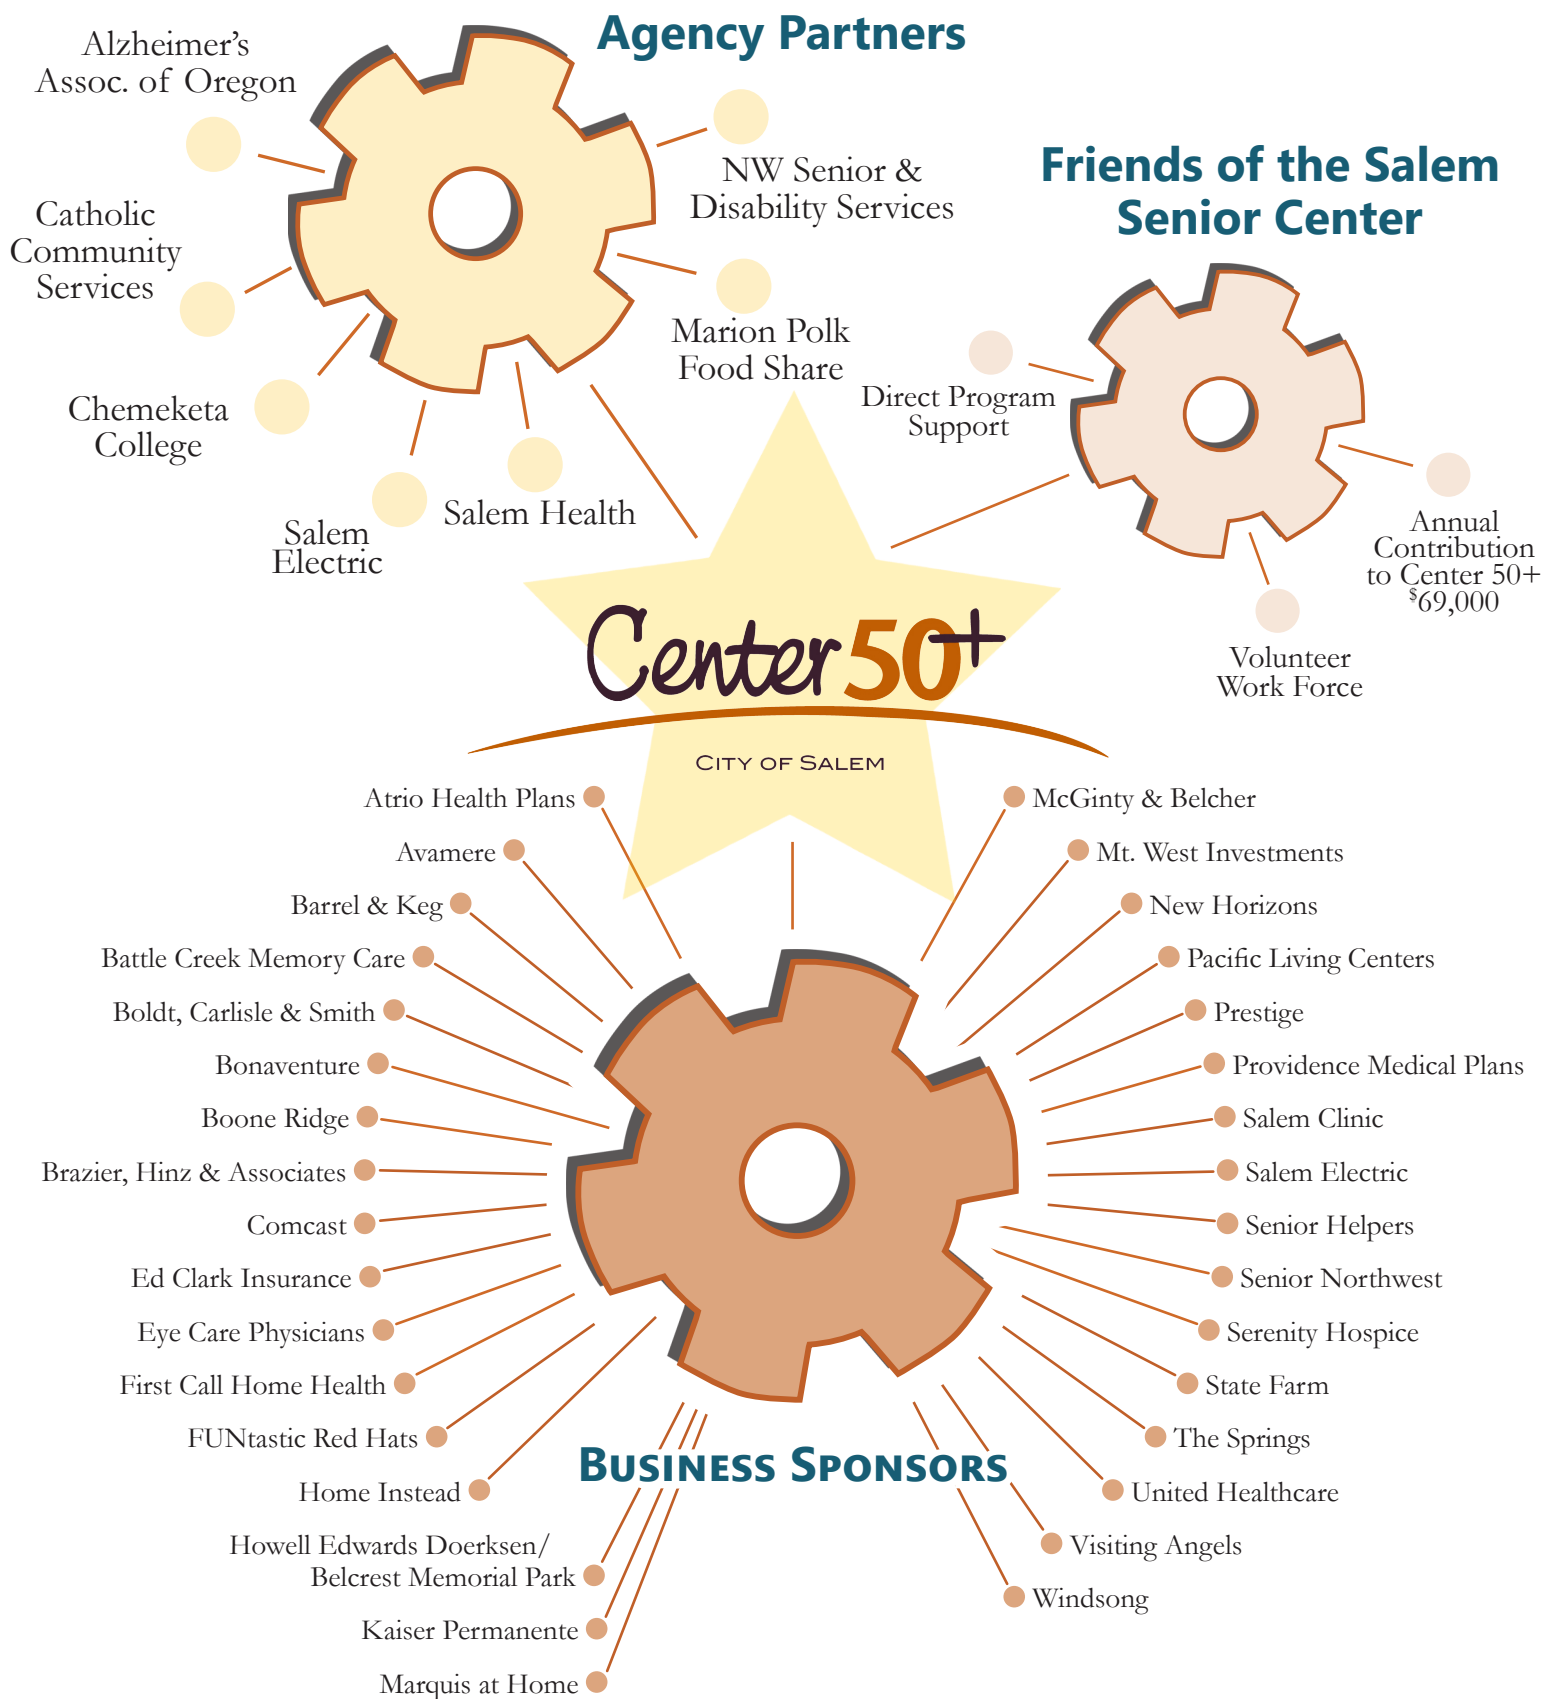 Agency Partners
Alzheimer's
Assoc. of Oregon
Catholic
Community
Services
Chemeketa
College
Salem
Electric
Salem Health
NW Senior &
Disability Services
Marion Polk
Food Share
Friends of the Salem
Senior Center
Direct Program
Support
Annual
Contribution
to Center 50+
$69,000
Volunteer
Work Force
Center 50+
CITY OF SALEM
Atrio Health Plans
Avamere
Barrel & Keg
Battle Creek Memory Care
Boldt, Carlisle & Smith
Bonaventure
Boone Ridge
Brazier, Hinz & Associates
Comcast
Ed Clark Insurance
Eye Care Physicians
First Call Home Health
FUNtastic Red Hats
Home Instead
Howell Edwards Doerksen/
Belcrest Memorial Park
Kaiser Permanente
Marquis at Home
McGinty & Belcher
Mt. West Investments
New Horizons
Pacific Living Centers
Prestige
Providence Medical Plans
Salem Clinic
Salem Electric
Senior Helpers
Senior Northwest
Serenity Hospice
State Farm
The Springs
United Healthcare
Visiting Angels
Windsong
BUSINESS SPONSORS